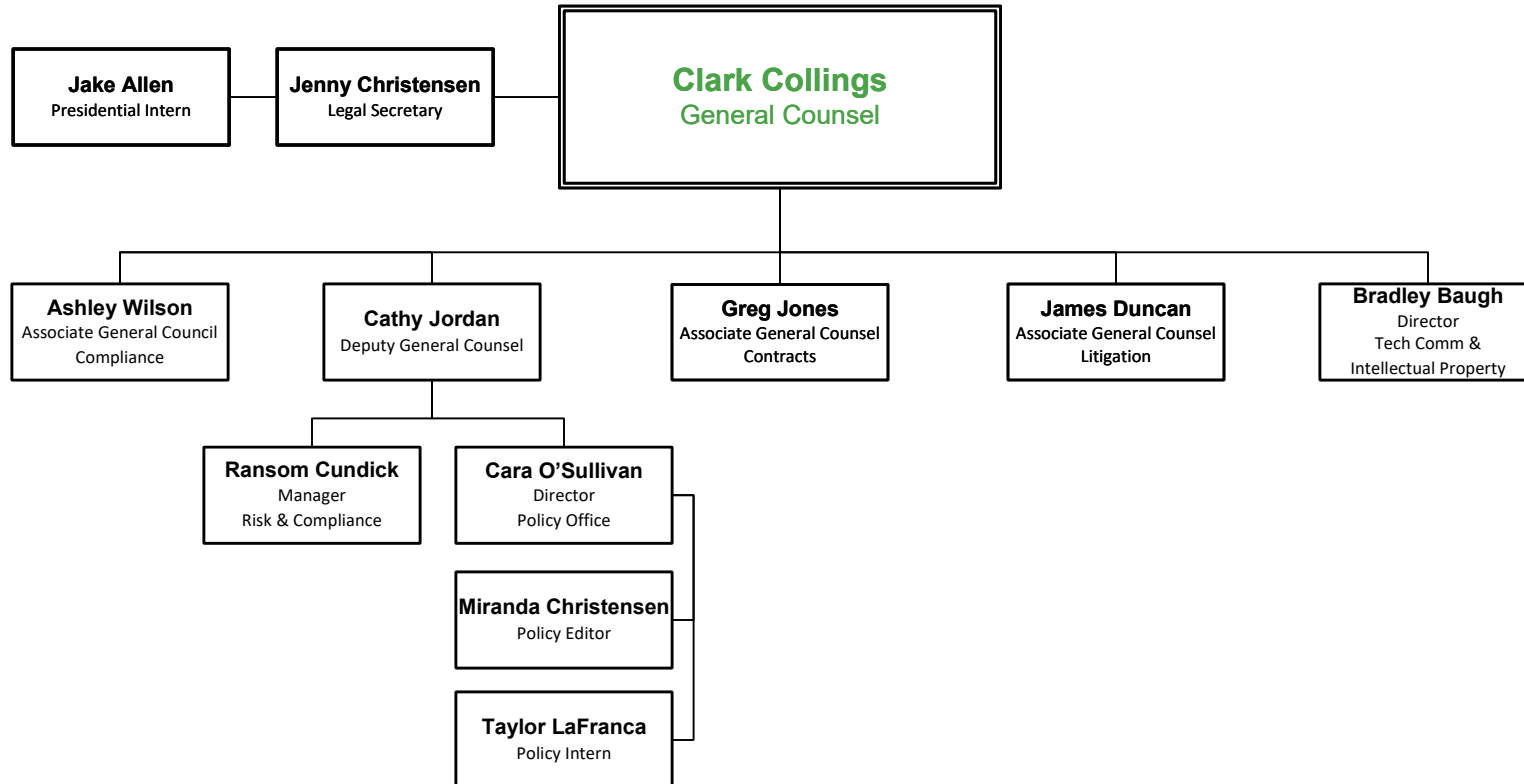 Clark Collings
General Counsel
Jake Allen
Presidential Intern
Jenny Christensen
Legal Secretary
Ashley Wilson
Associate General Council
Compliance
Cathy Jordan
Deputy General Counsel
Greg Jones
Associate General Counsel
Contracts
James Duncan
Associate General Counsel
Litigation
Bradley Baugh
Director
Tech Comm &
Intellectual Property
Ransom Cundick
Manager
Risk & Compliance
Cara O’Sullivan
Director
Policy Office
Miranda Christensen
Policy Editor
Taylor LaFranca
Policy Intern